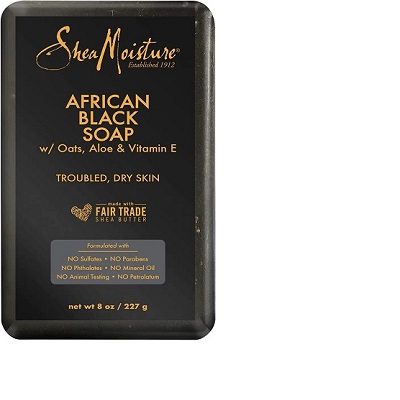 SheaMoisture®
Established 1912
AFRICAN
BLACK
SOAP
w/ Oats, Aloe & Vitamin E
TROUBLED, DRY SKIN
made with
FAIR TRADE
SHEA BUTTER
Formulated with
NO Sulfates • NO Parabens
NO Phthalates • NO Mineral Oil
NO Animal Testing • NO Petrolatum
net wt 8 oz / 227 g